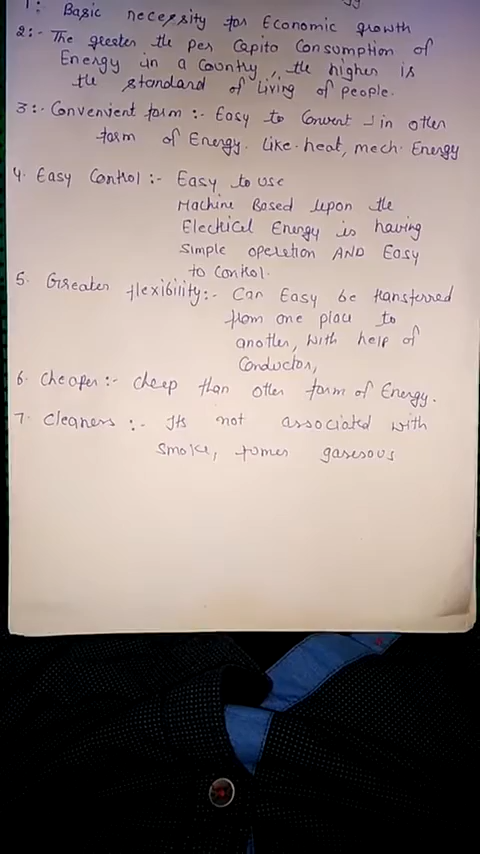 1: Basic necessity for Economic growth
2:- The greater the per Capita Consumption of
Energy in a Country, the higher is
the standard of living of people.
3:- Convenient form :- Easy to Convert in other
form of Energy. Like heat, mech. Energy
4. Easy Control :- Easy to use
Machine Based upon the
Electical Energy is having
Simple operetion AND Easy
to Control.
5. Greater flexibility:- Can Easy be transferred
from one place to
another, with help of
Conductor,
6. Cheaper:- Cheep than other form of Energy.
7. Cleaners :- Its not associated with
smoke, fumes gasesous